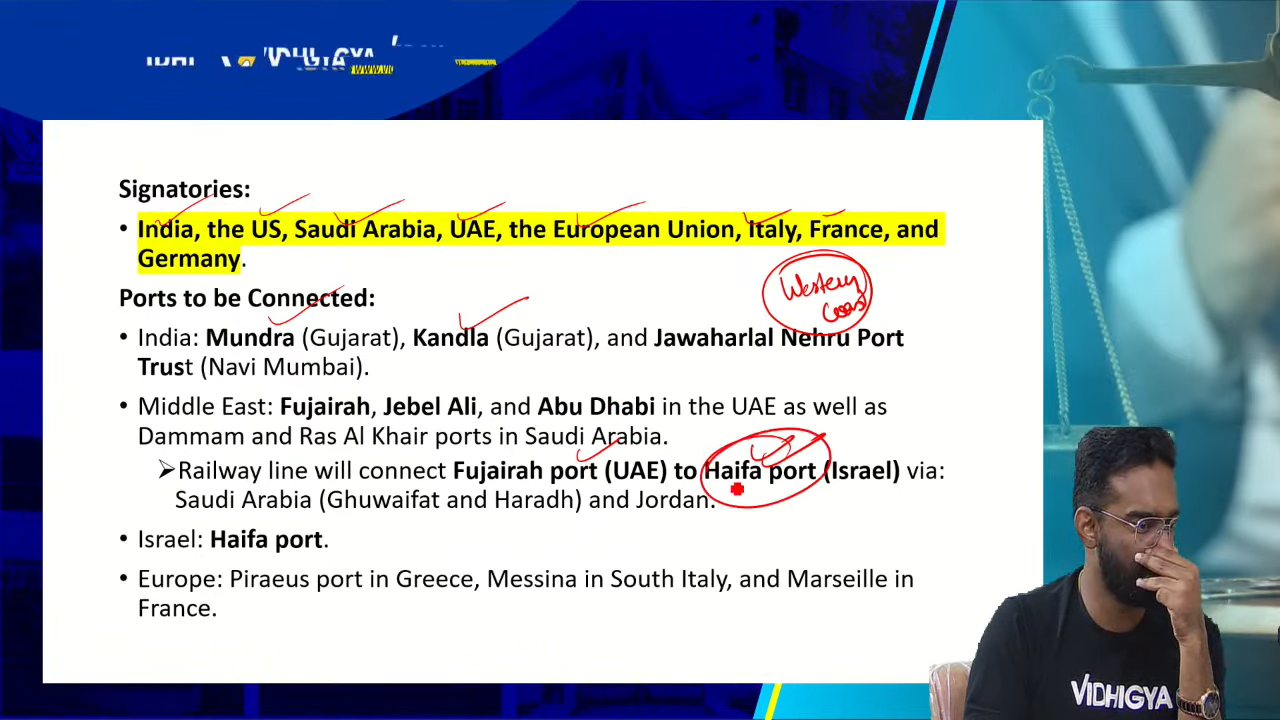 VIDHIGYA
Signatories:
• India, the US, Saudi Arabia, UAE, the European Union, Italy, France, and
Germany.
Western
Ports to be Connected:
• India: Mundra (Gujarat), Kandla (Gujarat), and Jawaharlal Nehru Port
Trust (Navi Mumbai).
• Middle East: Fujairah, Jebel Ali, and Abu Dhabi in the UAE as well as
Dammam and Ras Al Khair ports in Saudi Arabia.
➢Railway line will connect Fujairah port (UAE) to Haifa port (Israel) via:
Saudi Arabia (Ghuwaifat and Haradh) and Jordan.
• Israel: Haifa port.
• Europe: Piraeus port in Greece, Messina in South Italy, and Marseille in
France.
VIDHIGYA